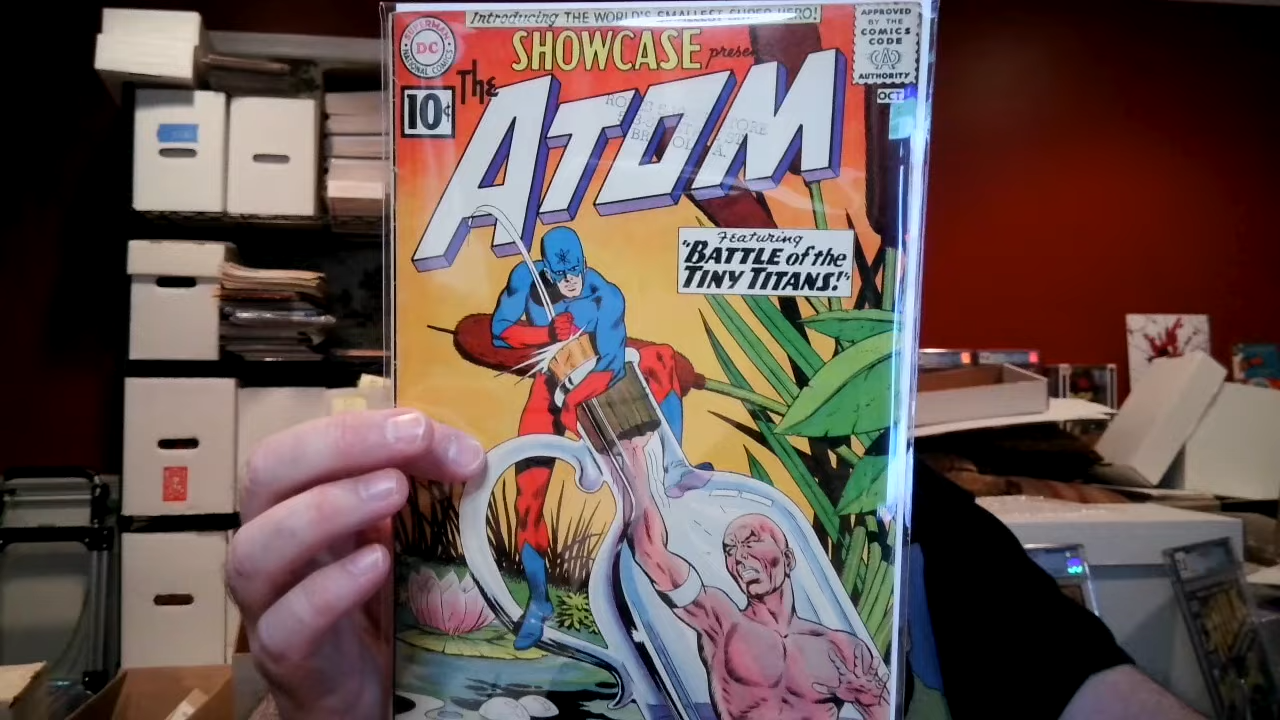 Introducing THE WORLD'S SMALLEST SUPER HERO!
SUPERMAN
DC
NATIONAL COMICS
SHOWCASE presents
APPROVED
BY THE
COMICS
CODE
AUTHORITY
The
ATOM
10¢
OCT.
Featuring
"BATTLE of the
TINY TITANS!"